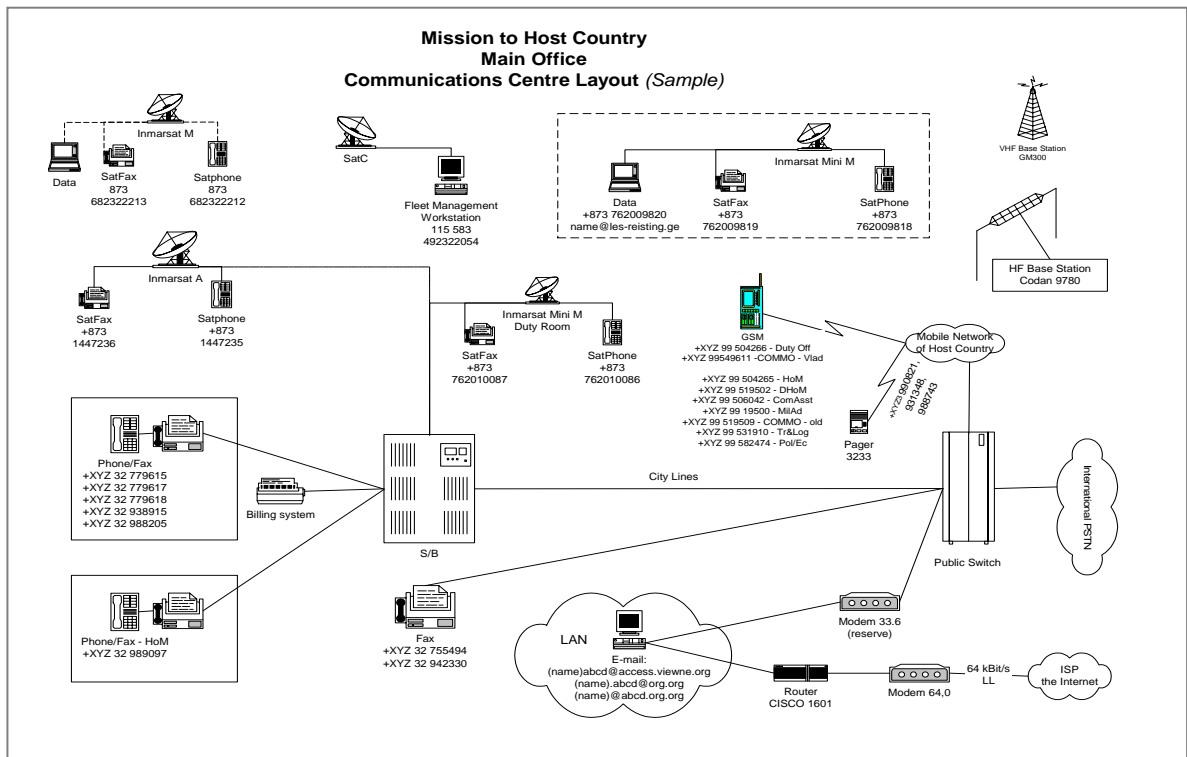 Mission to Host Country
Main Office
Communications Centre Layout (Sample)
Inmarsat M
Data
SatFax
873
682322213
Satphone
873
682322212
SatC
Fleet Management
Workstation
115 583
492322054
Inmarsat Mini M
Data
+873 762009820
name@les-reisting.ge
SatFax
+873
762009819
SatPhone
+873
762009818
VHF Base Station
GM300
HF Base Station
Codan 9780
Inmarsat A
SatFax
+873
1447236
Satphone
+873
1447235
Inmarsat Mini M
Duty Room
SatFax
+873
762010087
SatPhone
+873
762010086
GSM
+XYZ 99 504266 - Duty Off
+XYZ 99549611 -COMMO - Vlad
+XYZ 99 504265 - HoM
+XYZ 99 519502 - DHoM
+XYZ 99 506042 - ComAsst
+XYZ 99 19500 - MilAd
+XYZ 99 519509 - COMMO - old
+XYZ 99 531910 - Tr&Log
+XYZ 99 582474 - Pol/Ec
Mobile Network
of Host Country
+XYZ3 990821,
931348,
988743
Pager
3233
Phone/Fax
+XYZ 32 779615
+XYZ 32 779617
+XYZ 32 779618
+XYZ 32 938915
+XYZ 32 988205
Billing system
S/B
City Lines
Public Switch
International PSTN
Phone/Fax - HoM
+XYZ 32 989097
Fax
+XYZ 32 755494
+XYZ 32 942330
LAN
E-mail:
(name)abcd@access.viewne.org
(name).abcd@org.org
(name)@abcd.org.org
Modem 33.6
(reserve)
Router
CISCO 1601
Modem 64,0
64 kBit/s
LL
ISP
the Internet